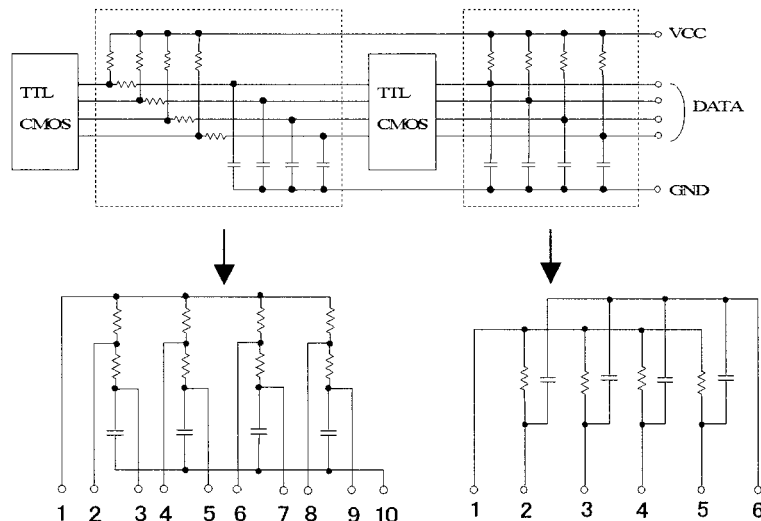 VCC
TTL
CMOS
TTL
CMOS
DATA
GND
1 2 3 4 5 6 7 8 9 10
1 2 3 4 5 6